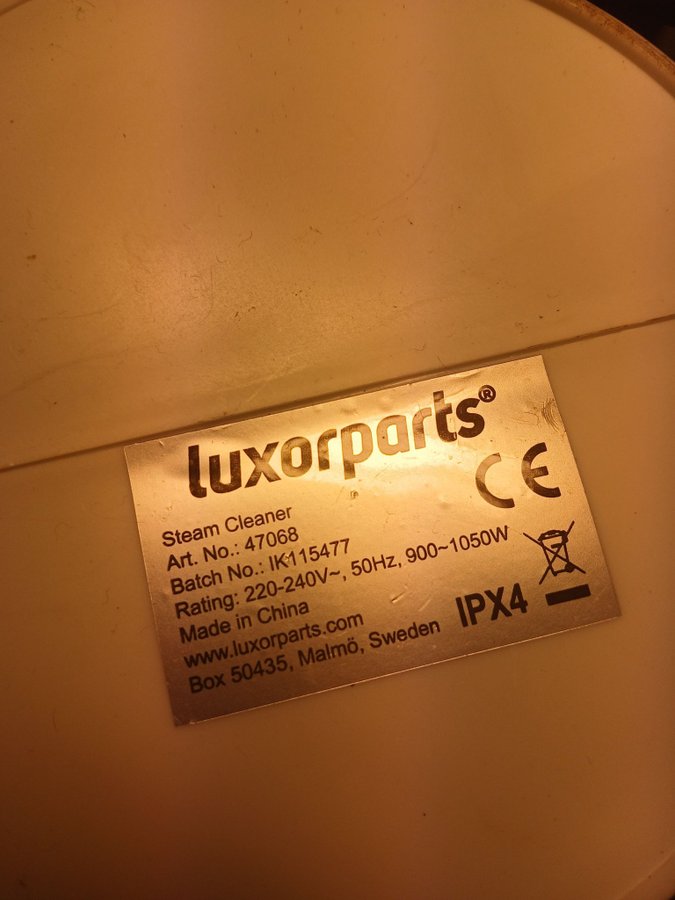 luxorparts®
CE
Steam Cleaner
Art. No.: 47068
Batch No.: IK115477
Rating: 220-240V~, 50Hz, 900~1050W
Made in China
www.luxorparts.com
Box 50435, Malmö, Sweden
IPX4